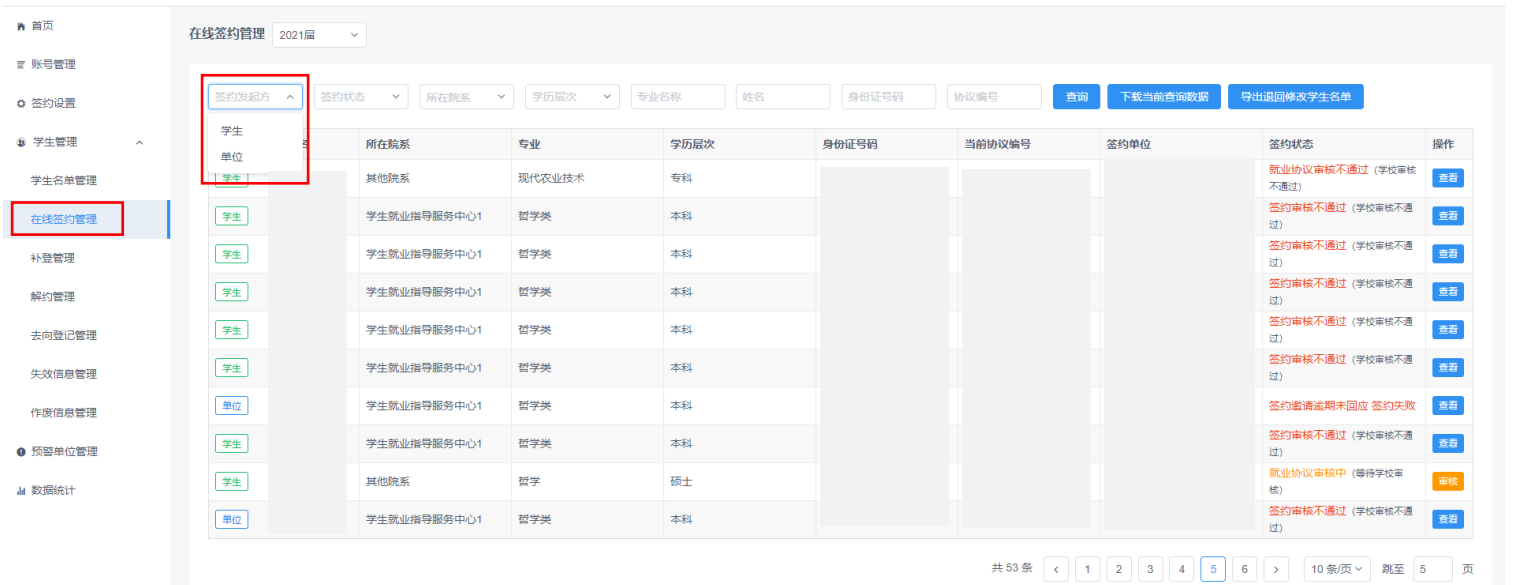 首页
账号管理
签约设置
学生管理
学生名单管理
在线签约管理
补登管理
解约管理
去向登记管理
失效信息管理
作废信息管理
预警单位管理
数据统计
在线签约管理 2021届
签约发起方 签约状态 所在院系 学历层次 专业名称 姓名 身份证号码 协议编号 查询 下载当前查询数据 导出退回修改学生名单
学生
单位
所在院系 专业 学历层次 身份证号码 当前协议编号 签约单位 签约状态 操作
学生 其他院系 现代农业技术 专科 就业协议审核不通过（学校审核
不通过） 查看
学生 学生就业指导服务中心1 哲学类 本科 签约审核不通过（学校审核不通
过） 查看
学生 学生就业指导服务中心1 哲学类 本科 签约审核不通过（学校审核不通
过） 查看
学生 学生就业指导服务中心1 哲学类 本科 签约审核不通过（学校审核不通
过） 查看
学生 学生就业指导服务中心1 哲学类 本科 签约审核不通过（学校审核不通
过） 查看
学生 学生就业指导服务中心1 哲学类 本科 签约审核不通过（学校审核不通
过） 查看
单位 学生就业指导服务中心1 哲学类 本科 签约邀请逾期未回应 签约失败 查看
学生 学生就业指导服务中心1 哲学类 本科 签约审核不通过（学校审核不通
过） 查看
学生 其他院系 哲学 硕士 就业协议审核中（等待学校审
核） 审核
单位 学生就业指导服务中心1 哲学类 本科 签约审核不通过（学校审核不通
过） 查看
共 53 条 < 1 2 3 4 5 6 > 10 条/页 跳至 5 页